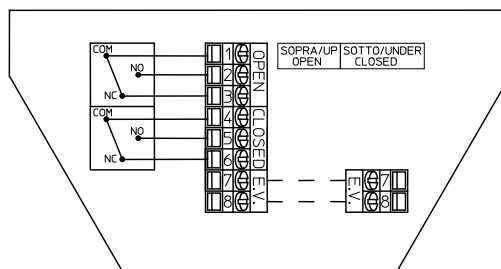 COM
NO
NC
COM
NO
NC
1
2
3
4
5
6
7
8
OPEN
CLOSED
E.V.
SOPRA/UP OPEN
SOTTO/UNDER CLOSED
E.V.
7
8